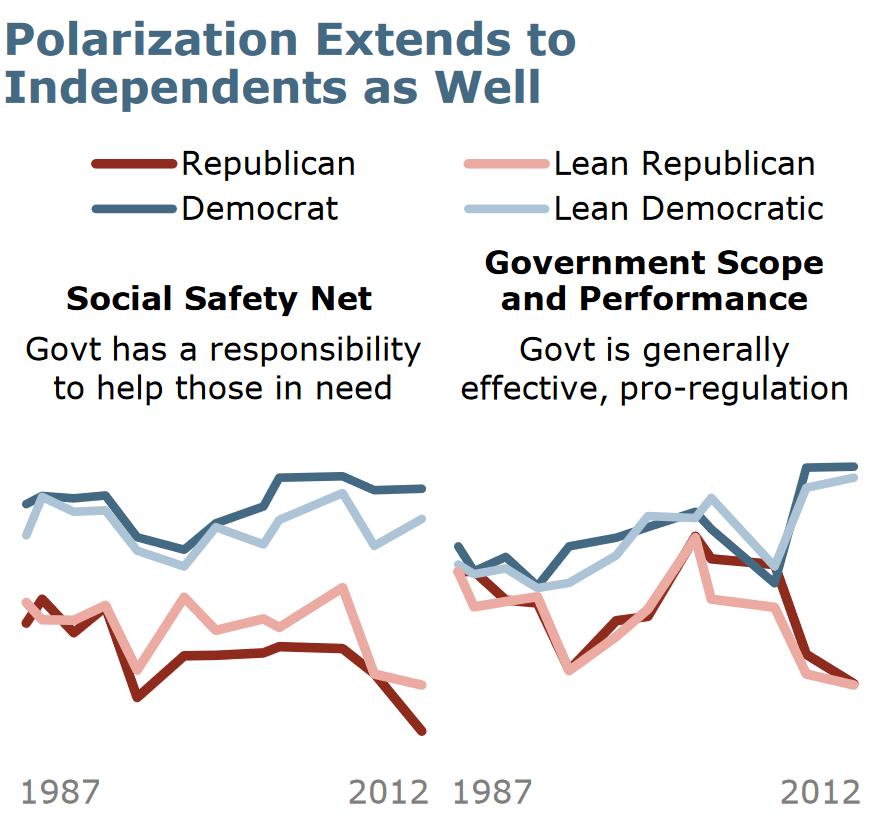 Polarization Extends to
Independents as Well
Republican
Lean Republican
Democrat
Lean Democratic
Social Safety Net
Govt has a responsibility
to help those in need
Government Scope
and Performance
Govt is generally
effective, pro-regulation
1987
2012
1987
2012